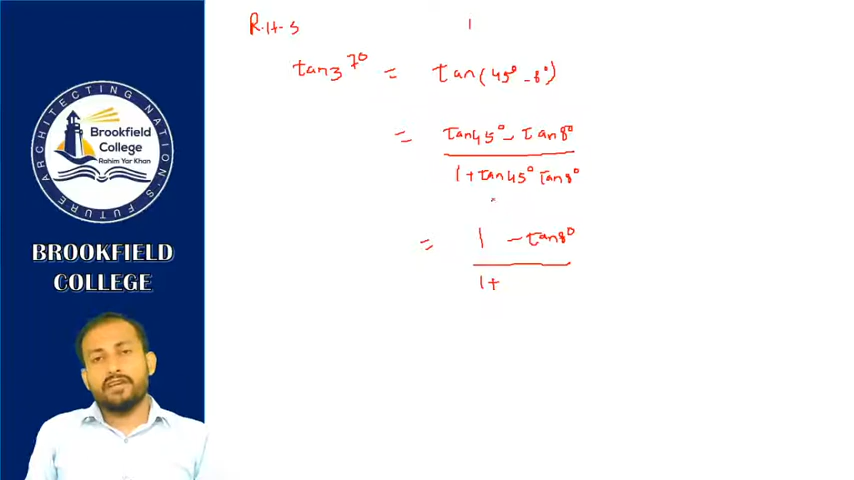 ARCHITECTING NATION'S FUTURE
Brookfield
College
Rahim Yar Khan
BROOKFIELD
COLLEGE
R.H-S
tan37° = tan(45°-8°)
= tan45° - tan8°
1+tan45° tan8°
= 1 - tan8°
1+